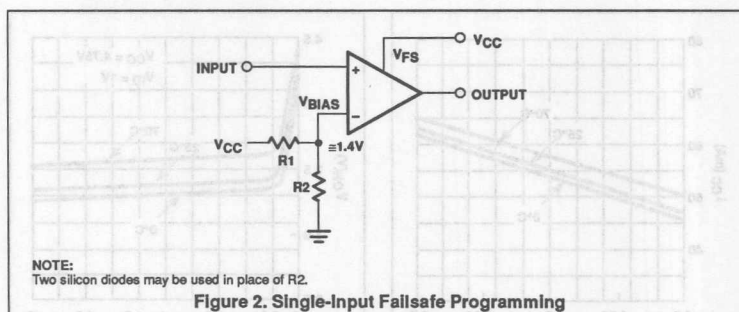 VCC
VFS
INPUT
+
OUTPUT
VBIAS
−
VCC
≅1.4V
R1
R2
NOTE:
Two silicon diodes may be used in place of R2.
Figure 2. Single-Input Failsafe Programming